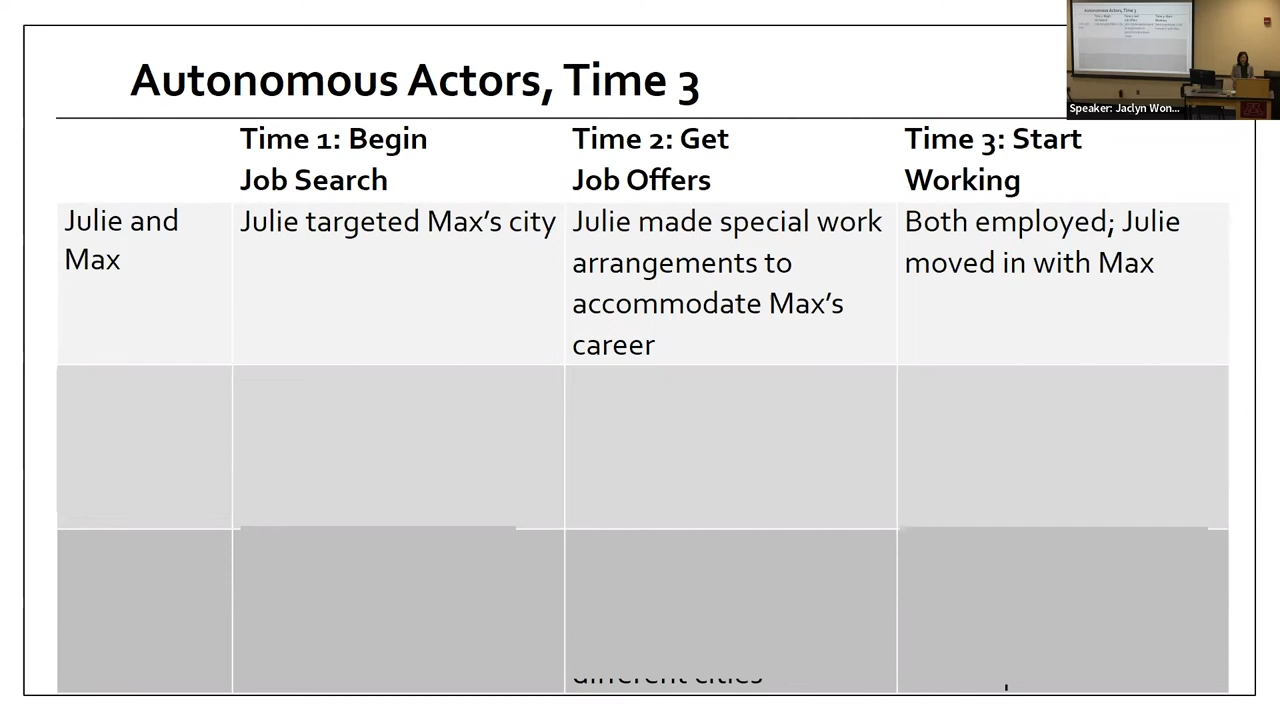 Autonomous Actors, Time 3
Speaker: Jaclyn Won...
Time 1: Begin
Job Search
Time 2: Get
Job Offers
Time 3: Start
Working
Julie and
Max
Julie targeted Max's city
Julie made special work
arrangements to
accommodate Max's
career
Both employed; Julie
moved in with Max
different cities